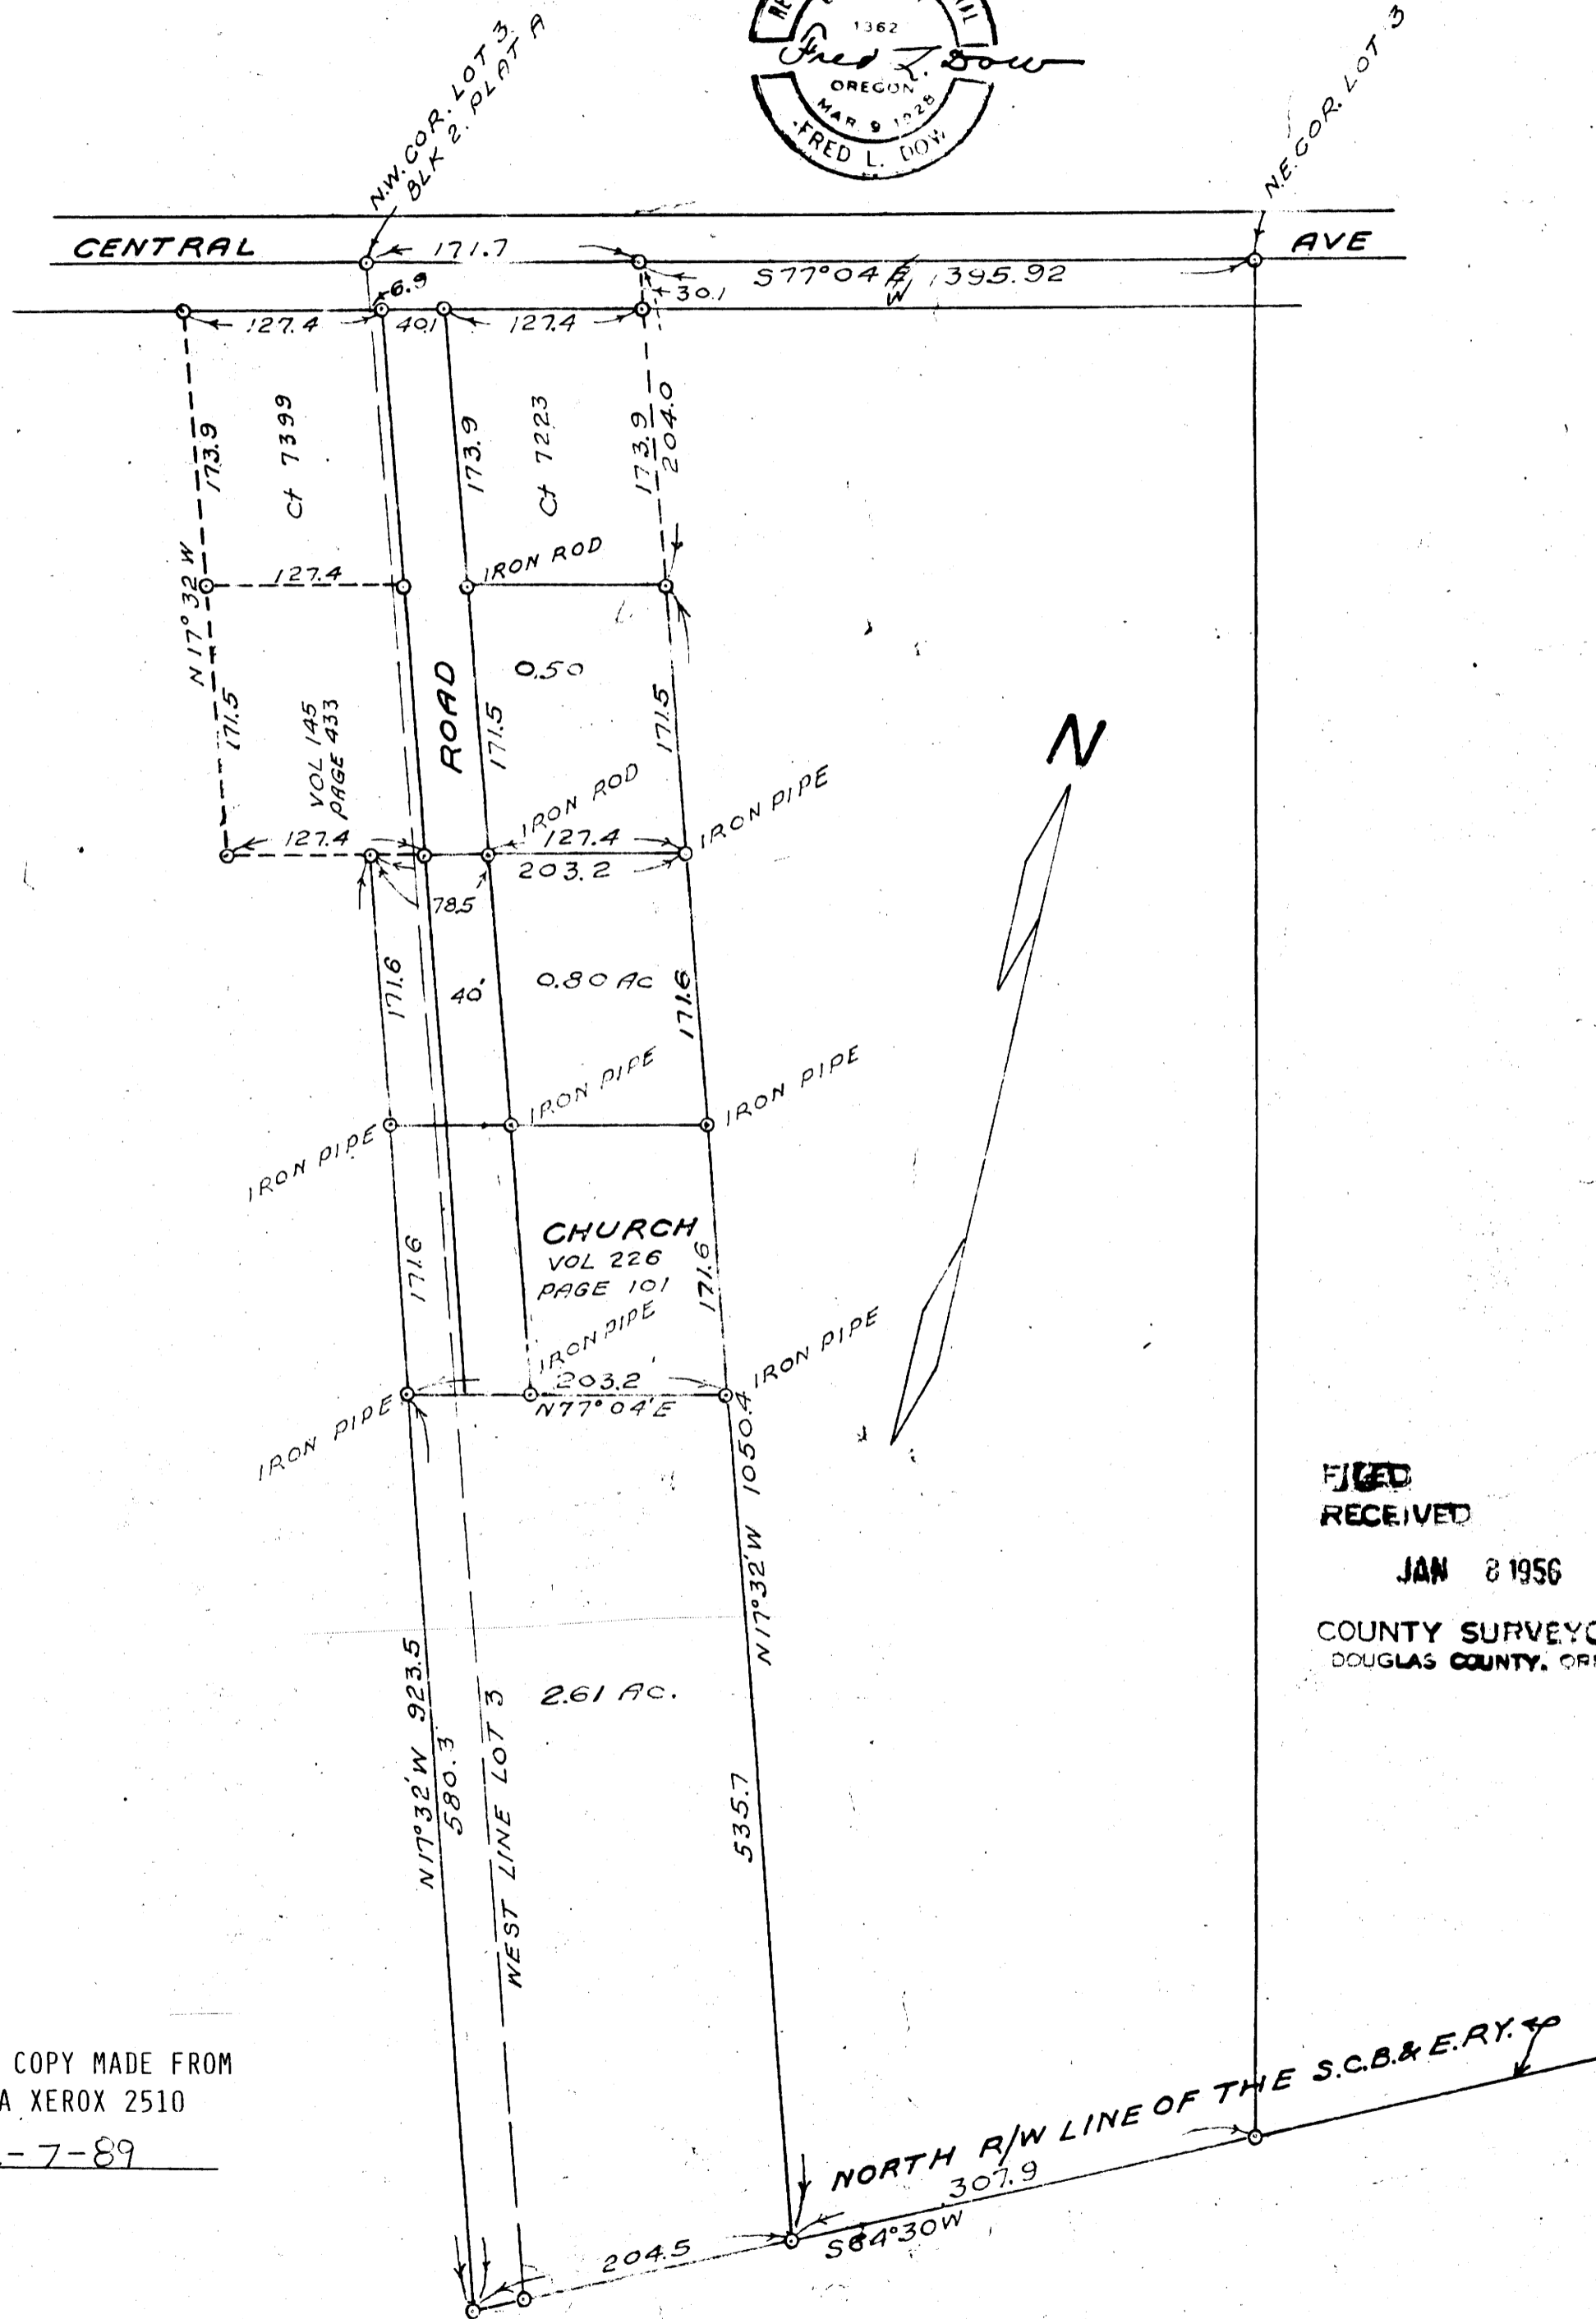 1362
Fred L. Dow
OREGON
MAR. 9 1928
FRED L. DOW
N.W. COR. LOT 3
BLK 2. PLAT A
N.E. COR. LOT 3
CENTRAL
171.7
AVE
S77°04' W 1395.92
6.9
30.1
127.4
40.1
127.4
173.9
Ct 7399
173.9
Ct 7223
173.9
204.0
N 17° 32 W
127.4
IRON ROD
0.50
171.5
VOL 145
PAGE 433
ROAD
171.5
171.5
N
IRON ROD
IRON PIPE
127.4
127.4
203.2
78.5
171.6
40'
0.80 Ac
171.6
IRON PIPE
IRON PIPE
IRON PIPE
171.6
CHURCH
VOL 226
PAGE 101
171.6
IRON PIPE
IRON PIPE
203.2
N77°04'E
IRON PIPE
N17°32'W 1050.4
FILED
RECEIVED
JAN 8 1956
COUNTY SURVEYO
DOUGLAS COUNTY, OR
N17°32'W 923.5
580.3
WEST LINE LOT 3
2.61 AC.
535.7
COPY MADE FROM
A XEROX 2510
-7-89
NORTH R/W LINE OF THE S.C.B.& E.RY.
307.9
204.5
S64°30W